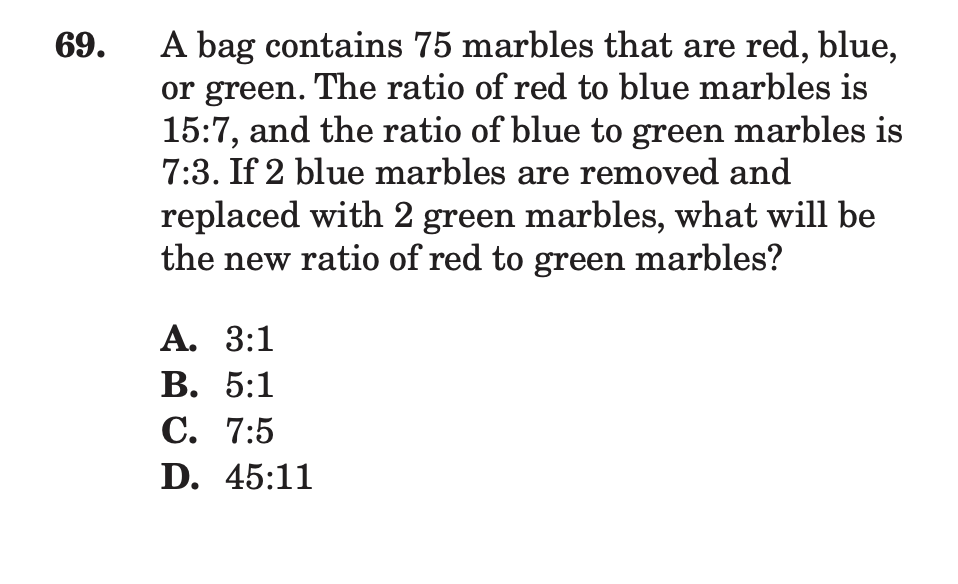 69. A bag contains 75 marbles that are red, blue,
or green. The ratio of red to blue marbles is
15:7, and the ratio of blue to green marbles is
7:3. If 2 blue marbles are removed and
replaced with 2 green marbles, what will be
the new ratio of red to green marbles?
A. 3:1
B. 5:1
C. 7:5
D. 45:11